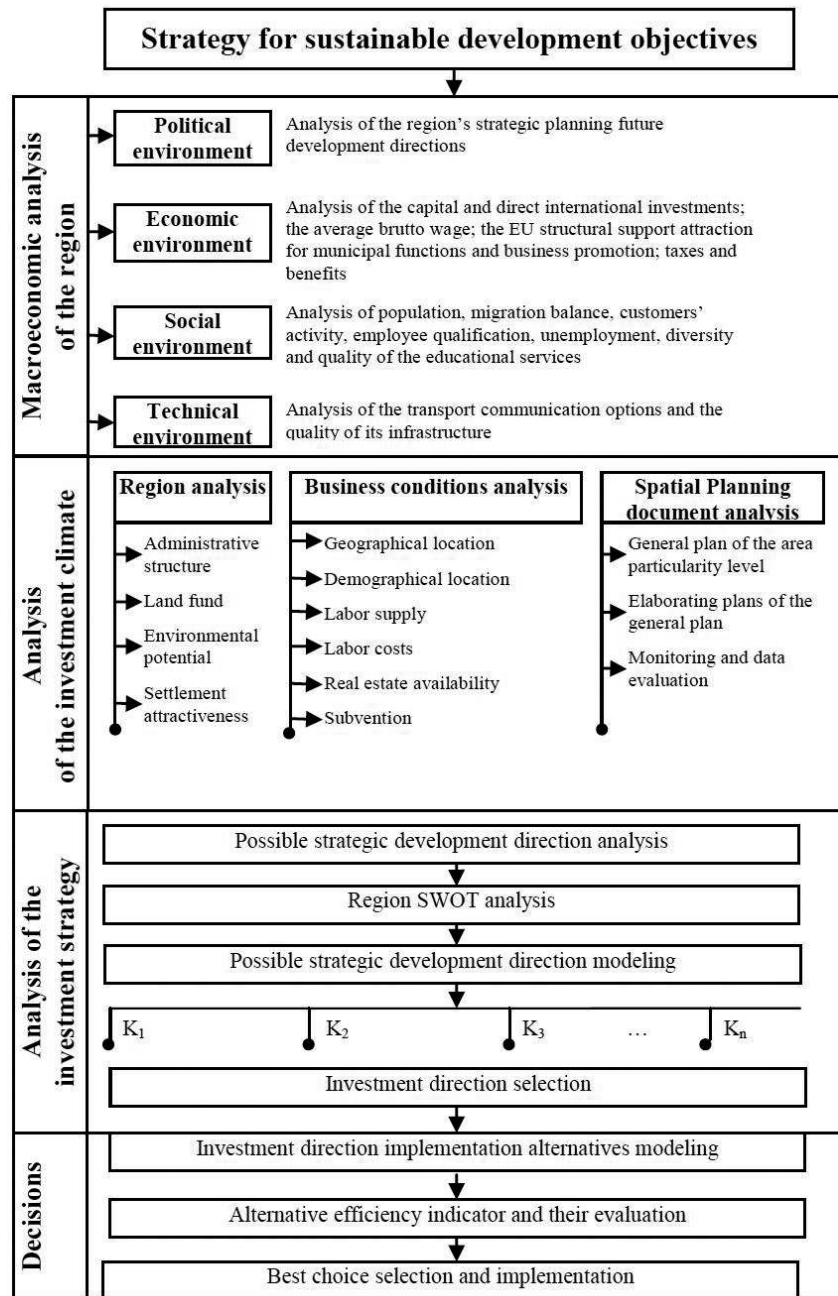 Strategy for sustainable development objectives
Macroeconomic analysis
of the region
Political
environment
Analysis of the region’s strategic planning future
development directions
Economic
environment
Analysis of the capital and direct international investments;
the average brutto wage; the EU structural support attraction
for municipal functions and business promotion; taxes and
benefits
Social
environment
Analysis of population, migration balance, customers’
activity, employee qualification, unemployment, diversity
and quality of the educational services
Technical
environment
Analysis of the transport communication options and the
quality of its infrastructure
Analysis
of the investment climate
Region analysis
Administrative
structure
Land fund
Environmental
potential
Settlement
attractiveness
Business conditions analysis
Geographical location
Demographical location
Labor supply
Labor costs
Real estate availability
Subvention
Spatial Planning
document analysis
General plan of the area
particularity level
Elaborating plans of the
general plan
Monitoring and data
evaluation
Analysis of the
investment strategy
Possible strategic development direction analysis
Region SWOT analysis
Possible strategic development direction modeling
K₁ K₂ K₃ … Kₙ
Investment direction selection
Decisions
Investment direction implementation alternatives modeling
Alternative efficiency indicator and their evaluation
Best choice selection and implementation